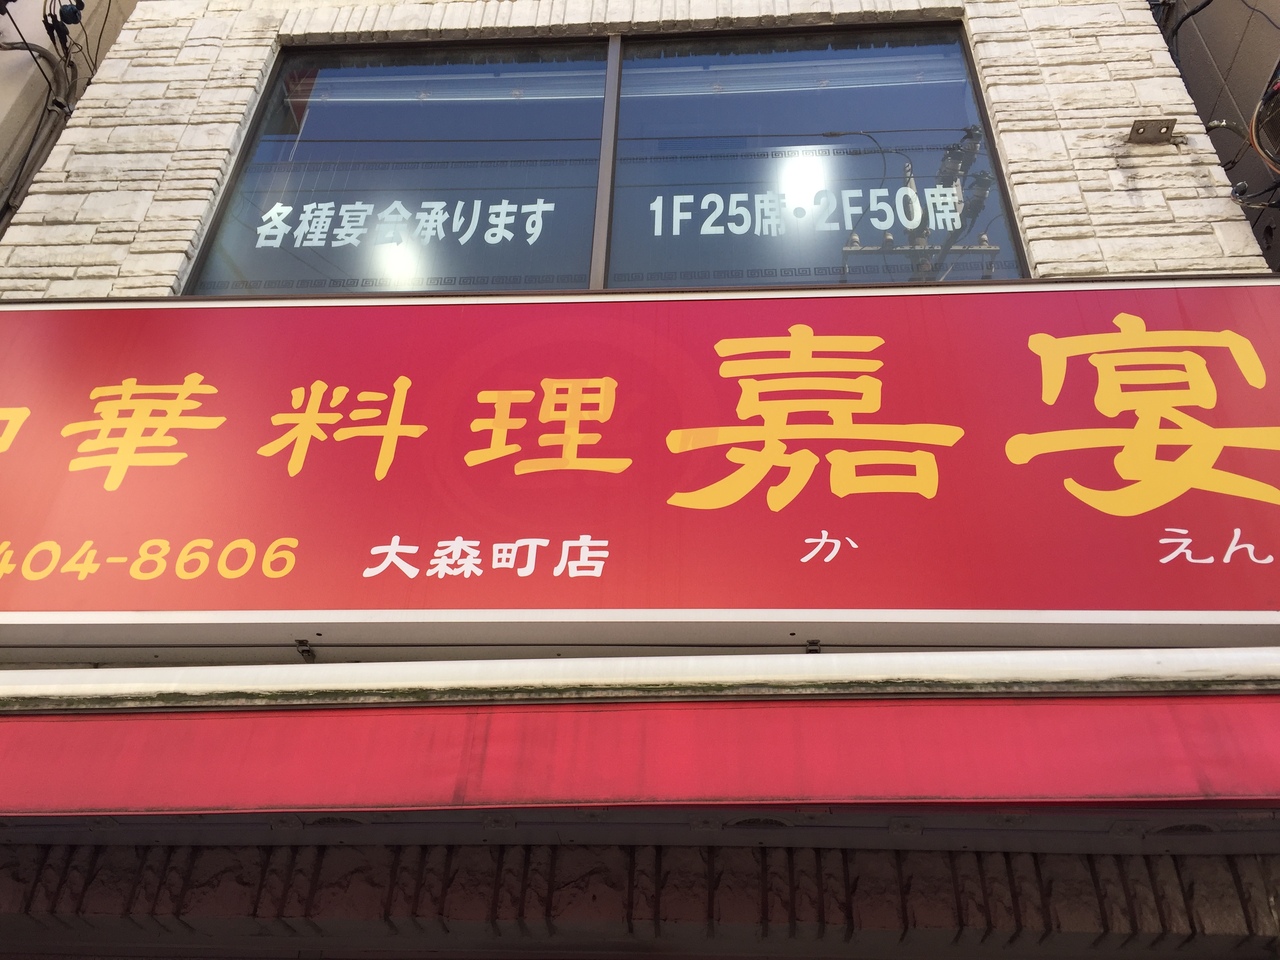 各種宴会承ります
1F25席・2F50席
中華料理 嘉宴
404-8606 大森町店 か えん